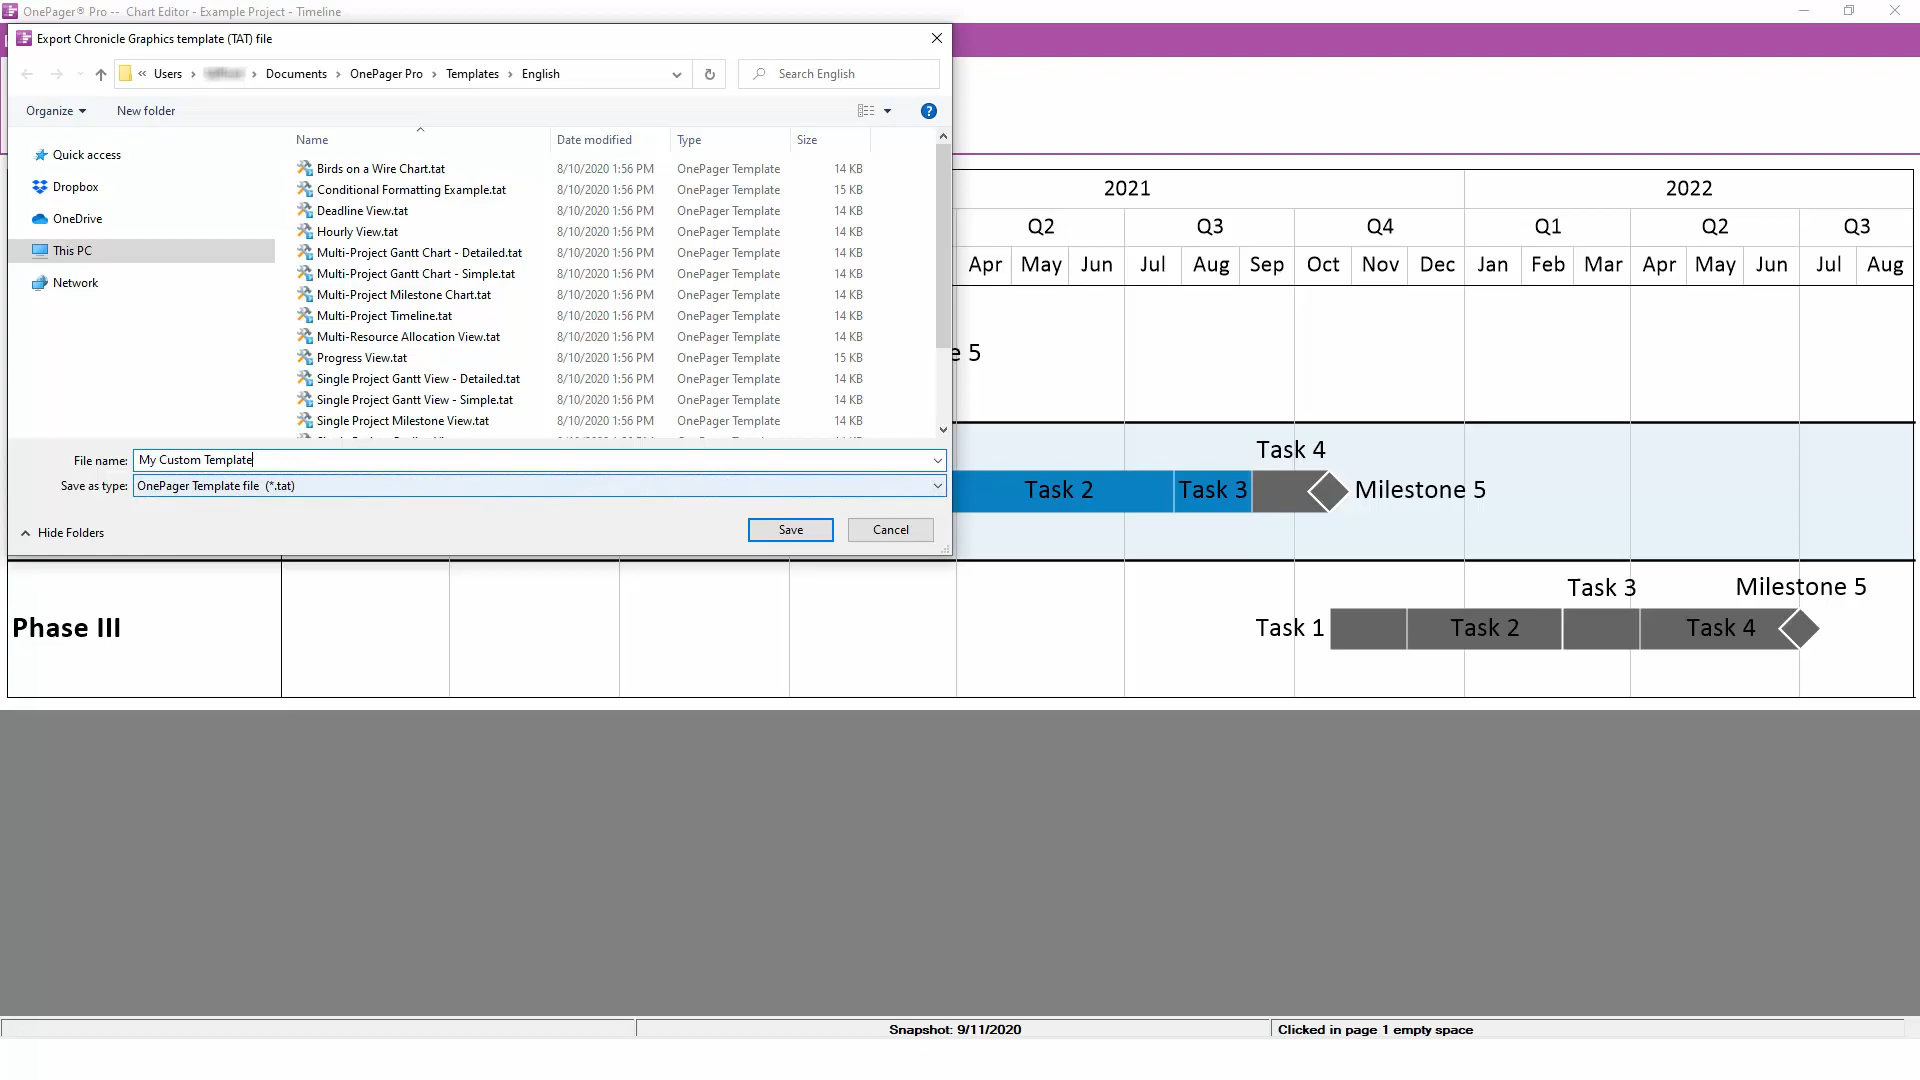 OnePager® Pro -- Chart Editor - Example Project - Timeline
Export Chronicle Graphics template (TAT) file
« Users › › Documents › OnePager Pro › Templates › English
Search English
Organize New folder
?
Name Date modified Type Size
Quick access
Dropbox
OneDrive
This PC
Network
Birds on a Wire Chart.tat 8/10/2020 1:56 PM OnePager Template 14 KB
Conditional Formatting Example.tat 8/10/2020 1:56 PM OnePager Template 15 KB
Deadline View.tat 8/10/2020 1:56 PM OnePager Template 14 KB
Hourly View.tat 8/10/2020 1:56 PM OnePager Template 14 KB
Multi-Project Gantt Chart - Detailed.tat 8/10/2020 1:56 PM OnePager Template 14 KB
Multi-Project Gantt Chart - Simple.tat 8/10/2020 1:56 PM OnePager Template 14 KB
Multi-Project Milestone Chart.tat 8/10/2020 1:56 PM OnePager Template 14 KB
Multi-Project Timeline.tat 8/10/2020 1:56 PM OnePager Template 14 KB
Multi-Resource Allocation View.tat 8/10/2020 1:56 PM OnePager Template 14 KB
Progress View.tat 8/10/2020 1:56 PM OnePager Template 15 KB
Single Project Gantt View - Detailed.tat 8/10/2020 1:56 PM OnePager Template 14 KB
Single Project Gantt View - Simple.tat 8/10/2020 1:56 PM OnePager Template 14 KB
Single Project Milestone View.tat 8/10/2020 1:56 PM OnePager Template 14 KB
File name: My Custom Template
Save as type: OnePager Template file (*.tat)
Hide Folders
Save
Cancel
2021 2022
Q2 Q3 Q4 Q1 Q2 Q3
Apr May Jun Jul Aug Sep Oct Nov Dec Jan Feb Mar Apr May Jun Jul Aug
e 5
Task 4
Task 2 Task 3 Milestone 5
Task 3 Milestone 5
Phase III Task 1 Task 2 Task 4
Snapshot: 9/11/2020 Clicked in page 1 empty space